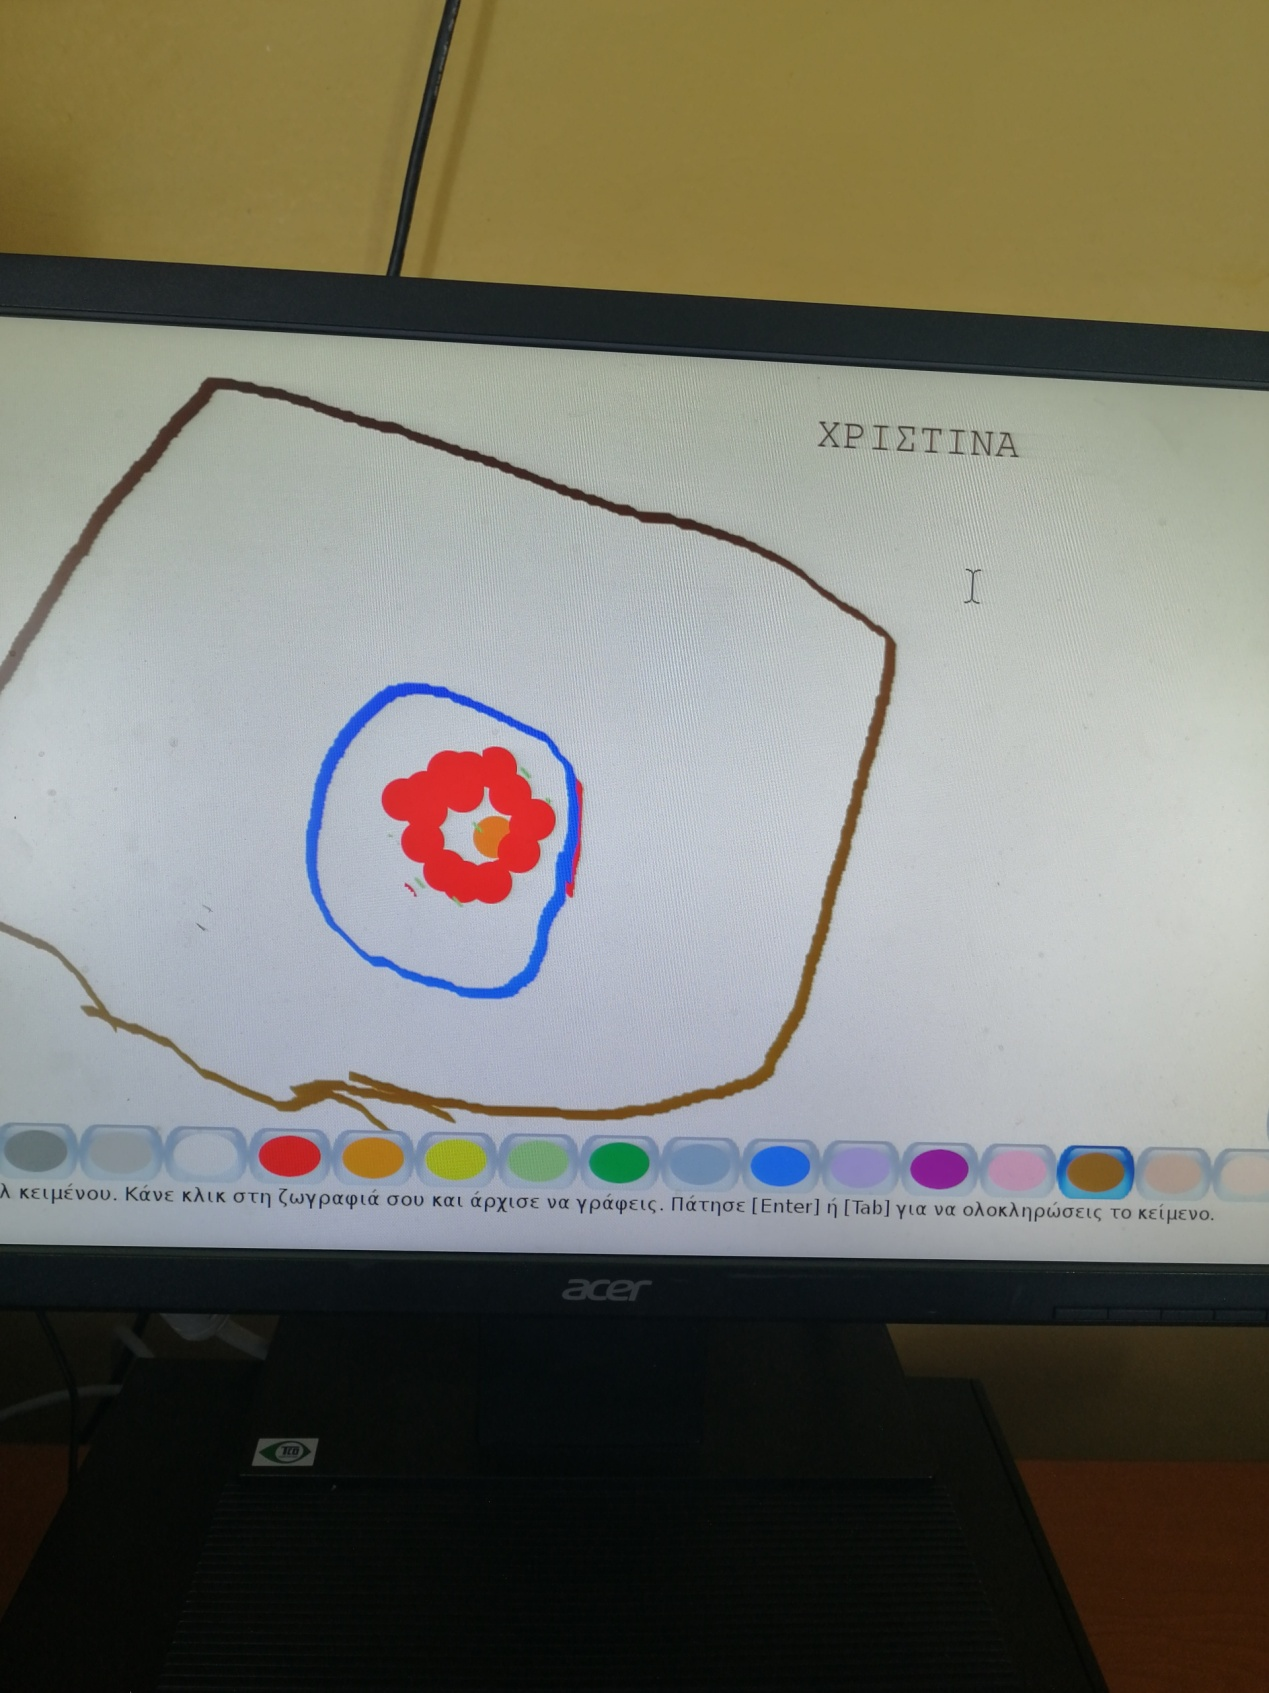 ΧΡΙΣΤΙΝΑ
κειμένου. Κάνε κλικ στη ζωγραφιά σου και άρχισε να γράφεις. Πάτησε [Enter] ή [Tab] για να ολοκληρώσεις το κείμενο.
acer
TCO